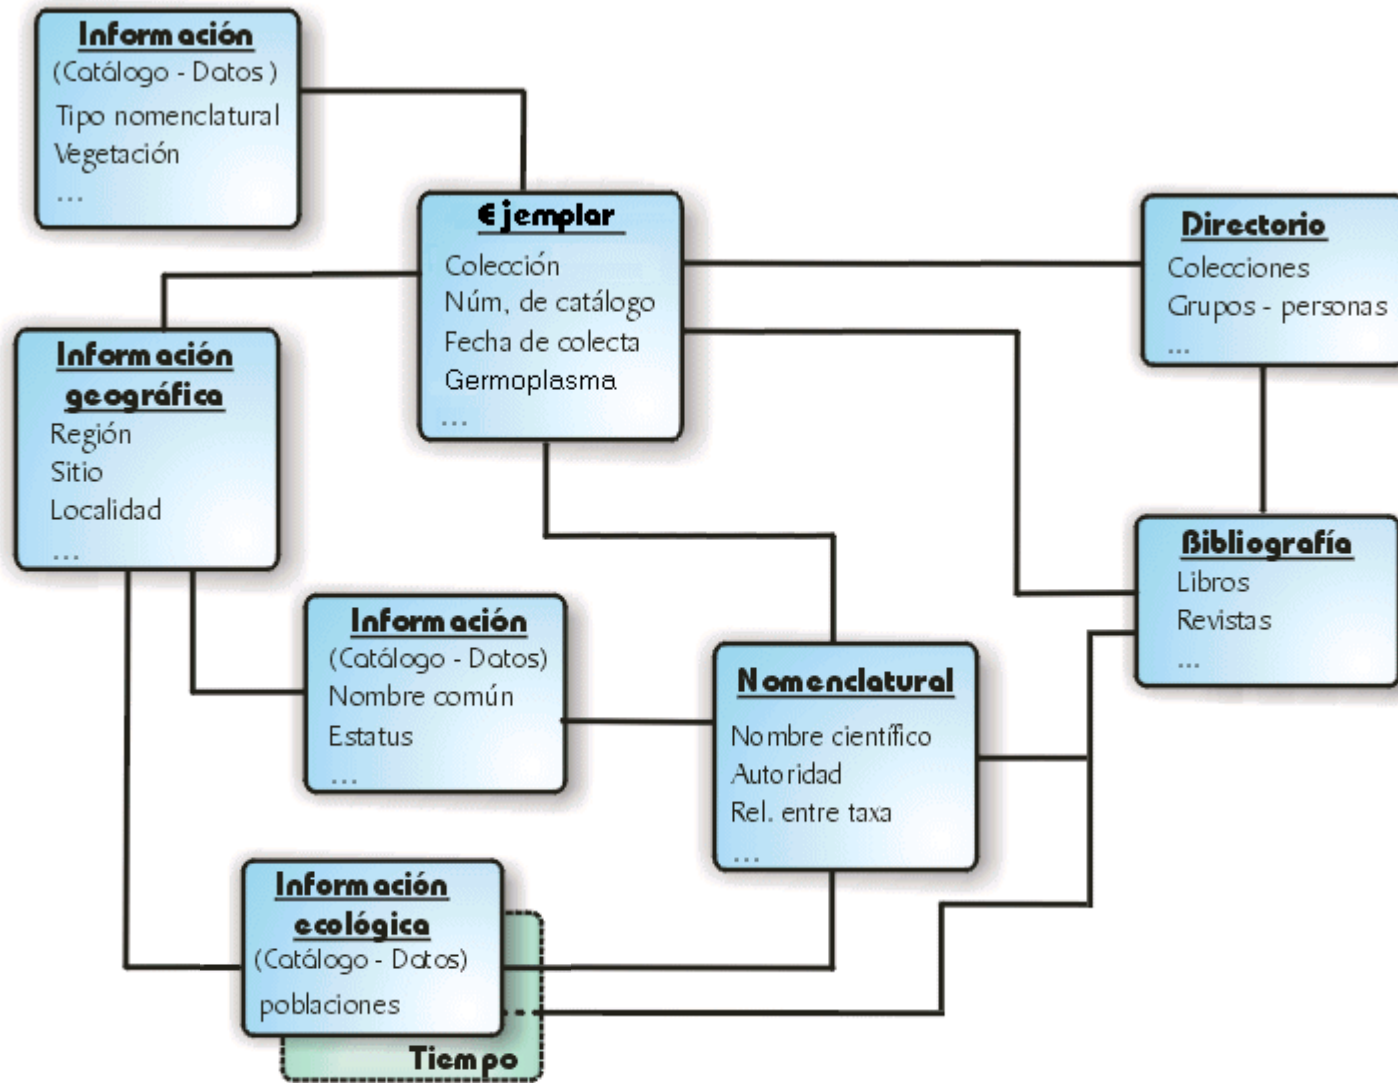 Información
(Catálogo - Datos )
Tipo nomenclatural
Vegetación
...
Ejemplar
Colección
Núm, de catálogo
Fecha de colecta
Germoplasma
...
Directorio
Colecciones
Grupos - personas
...
Información
geográfica
Región
Sitio
Localidad
...
Bibliografía
Libros
Revistas
...
Información
(Catálogo - Datos)
Nombre común
Estatus
...
Nomenclatural
Nombre científico
Autoridad
Rel. entre taxa
...
Información
ecológica
(Catálogo - Datos)
poblaciones
Tiempo